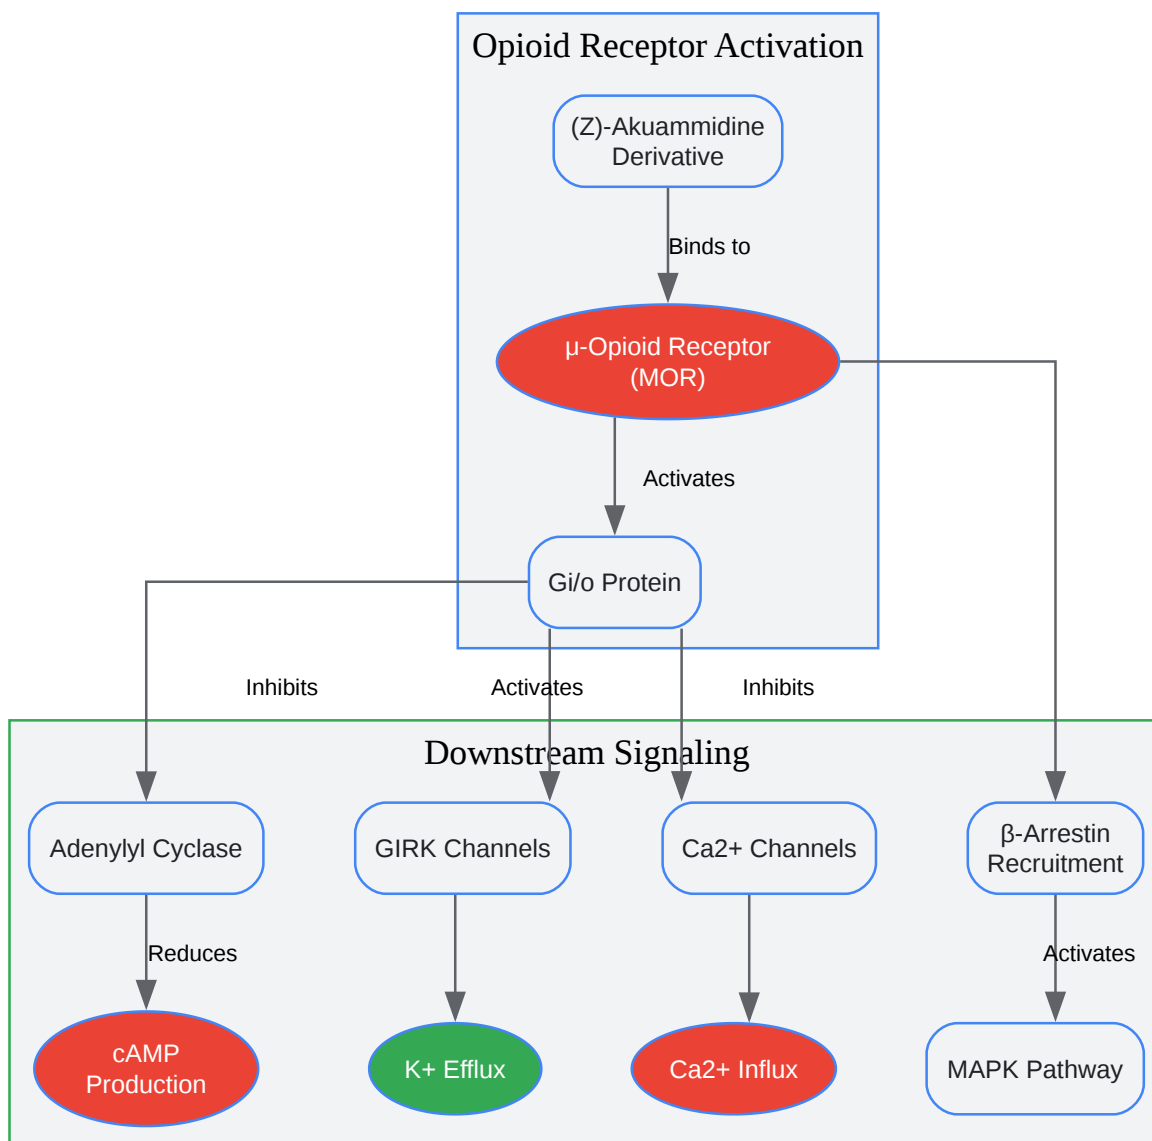 Opioid Receptor Activation
(Z)-Akuammidine
Derivative
Binds to
μ-Opioid Receptor
(MOR)
Activates
Gi/o Protein
Inhibits
Activates
Inhibits
Downstream Signaling
Adenylyl Cyclase
GIRK Channels
Ca2+ Channels
β-Arrestin
Recruitment
Reduces
Activates
cAMP
Production
K+ Efflux
Ca2+ Influx
MAPK Pathway